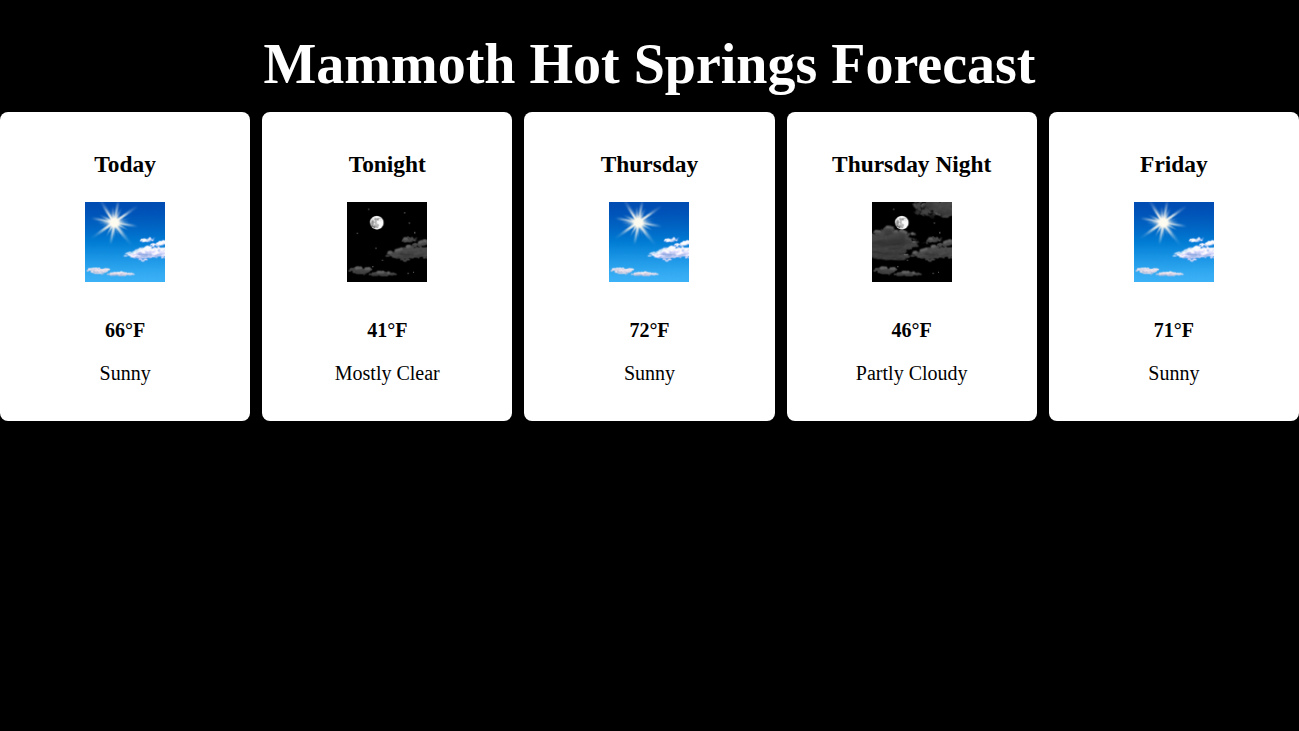 Mammoth Hot Springs Forecast
Today
66°F
Sunny
Tonight
41°F
Mostly Clear
Thursday
72°F
Sunny
Thursday Night
46°F
Partly Cloudy
Friday
71°F
Sunny